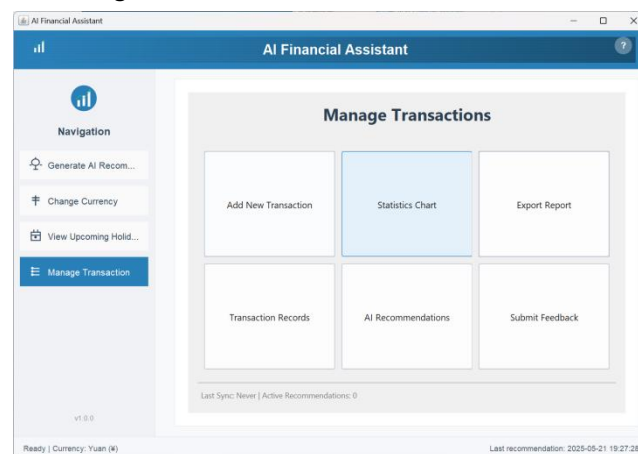 AI Financial Assistant
AI Financial Assistant
?
Navigation
Generate AI Recom...
Change Currency
View Upcoming Holid...
Manage Transaction
v1.0.0
Manage Transactions
Add New Transaction
Statistics Chart
Export Report
Transaction Records
AI Recommendations
Submit Feedback
Last Sync: Never | Active Recommendations: 0
Ready | Currency: Yuan (¥)
Last recommendation: 2025-05-21 19:27:28